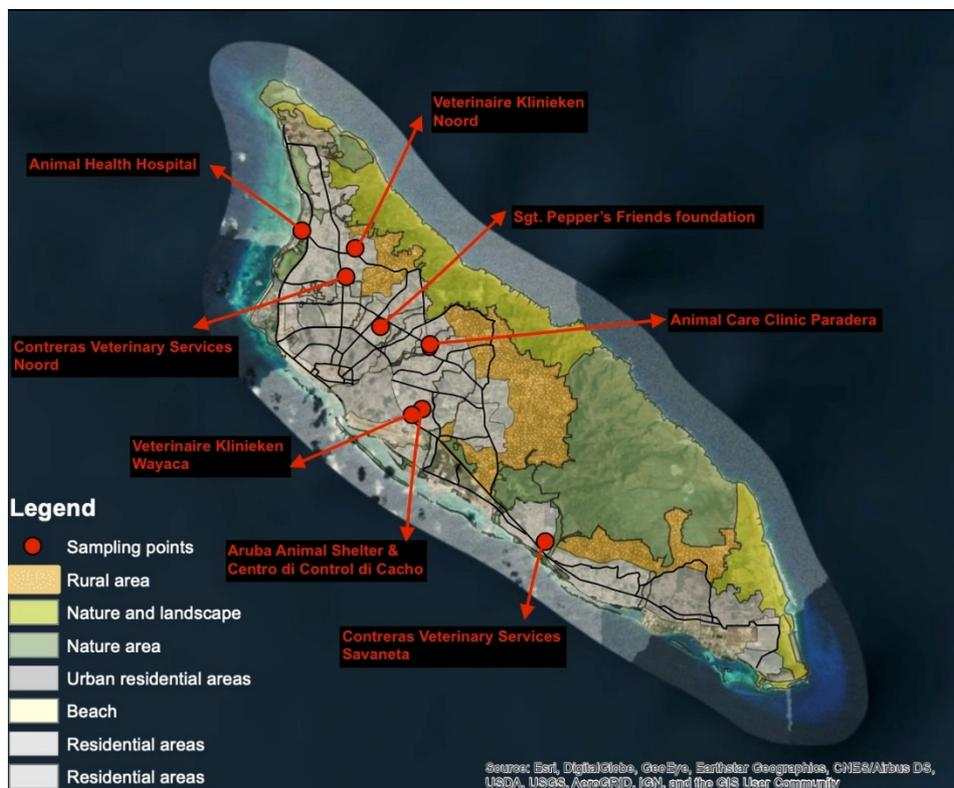 Veterinaire Klinieken
Noord
Animal Health Hospital
Sgt. Pepper's Friends foundation
Animal Care Clinic Paradera
Contreras Veterinary Services
Noord
Veterinaire Klinieken
Wayaca
Aruba Animal Shelter &
Centro di Control di Cacho
Contreras Veterinary Services
Savaneta
Legend
Sampling points
Rural area
Nature and landscape
Nature area
Urban residential areas
Beach
Residential areas
Residential areas
Source: Esri, DigitalGlobe, GeoEye, Earthstar Geographics, CNES/Airbus DS,
USDA, USGS, AeroGRID, IGN, and the GIS User Community